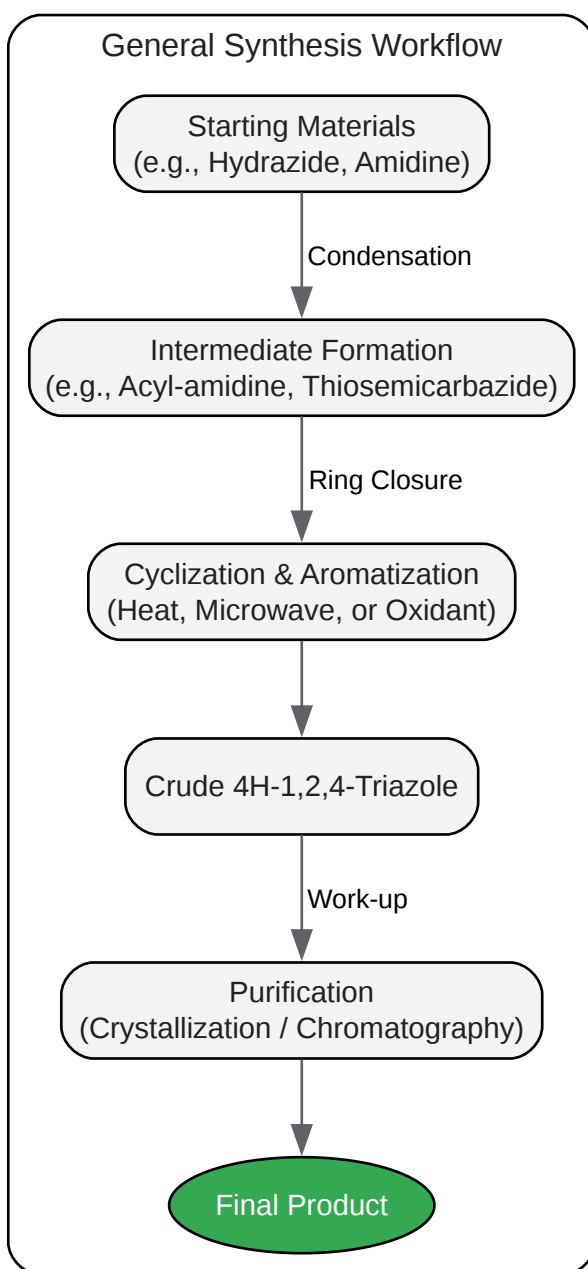 General Synthesis Workflow
Starting Materials
(e.g., Hydrazide, Amidine)
Condensation
Intermediate Formation
(e.g., Acyl-amidine, Thiosemicarbazide)
Ring Closure
Cyclization & Aromatization
(Heat, Microwave, or Oxidant)
Crude 4H-1,2,4-Triazole
Work-up
Purification
(Crystallization / Chromatography)
Final Product